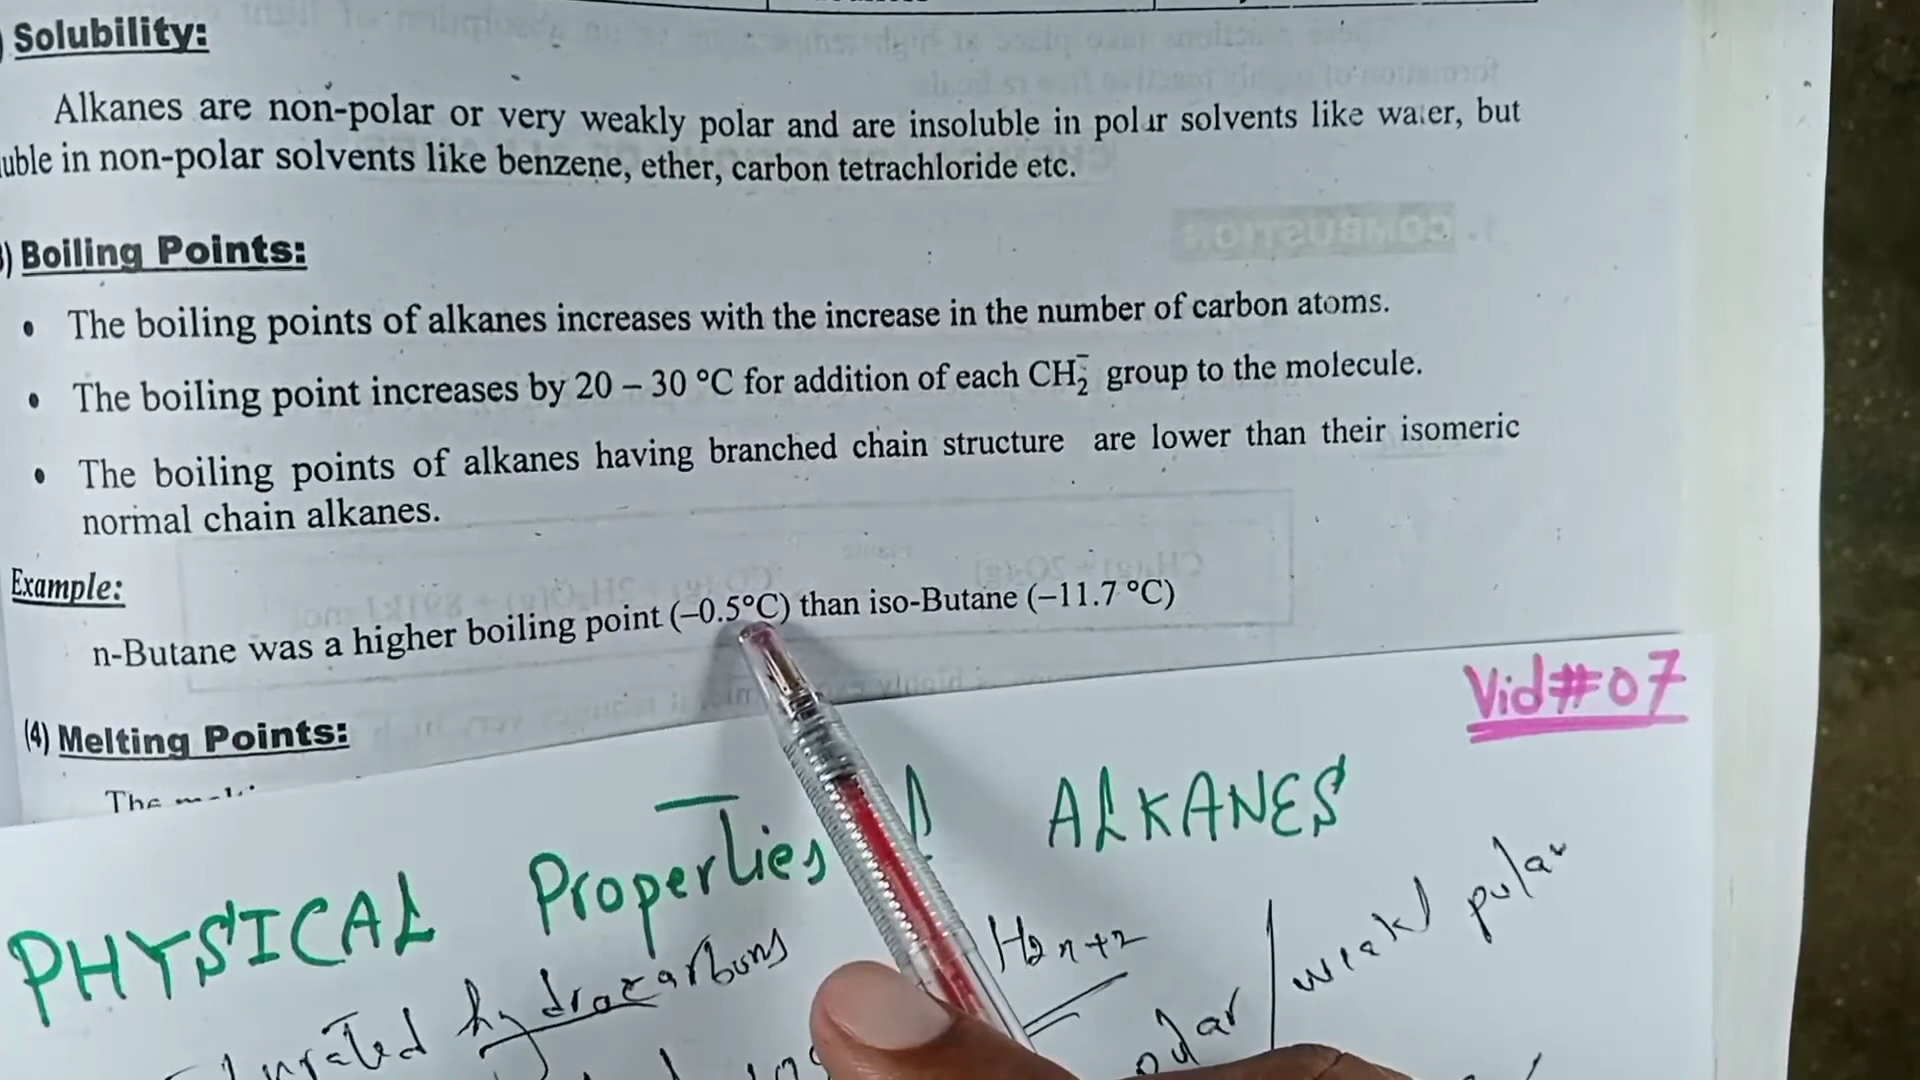 Solubility:
Alkanes are non-polar or very weakly polar and are insoluble in polar solvents like water, but
uble in non-polar solvents like benzene, ether, carbon tetrachloride etc.
) Boiling Points:
• The boiling points of alkanes increases with the increase in the number of carbon atoms.
• The boiling point increases by 20 – 30 °C for addition of each CH₂⁻ group to the molecule.
• The boiling points of alkanes having branched chain structure are lower than their isomeric
normal chain alkanes.
Example:
n-Butane was a higher boiling point (–0.5°C) than iso-Butane (–11.7 °C)
(4) Melting Points:
The
Vid#07
PHYSICAL Properties ALKANES
hydrocarbons H2n+2
polar / weakl polar